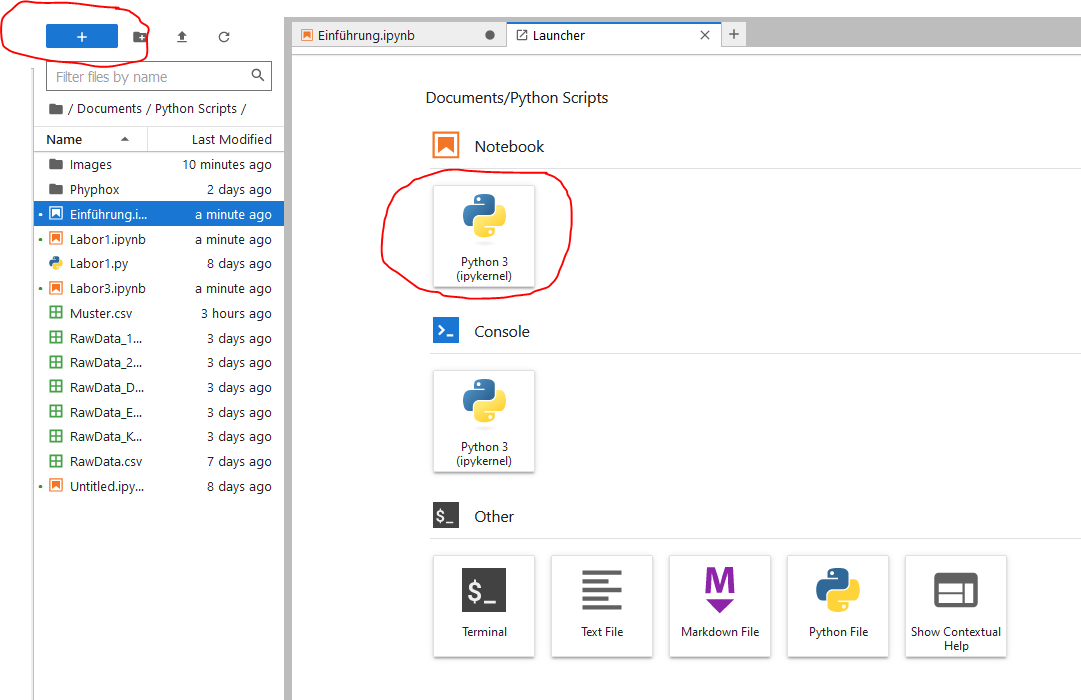 +
Filter files by name
/ Documents / Python Scripts /
Name Last Modified
Images 10 minutes ago
Phyphox 2 days ago
Einführung.i... a minute ago
Labor1.ipynb a minute ago
Labor1.py 8 days ago
Labor3.ipynb a minute ago
Muster.csv 3 hours ago
RawData_1... 3 days ago
RawData_2... 3 days ago
RawData_D... 3 days ago
RawData_E... 3 days ago
RawData_K... 3 days ago
RawData.csv 7 days ago
Untitled.ipy... 8 days ago
Einführung.ipynb Launcher +
Documents/Python Scripts
Notebook
Python 3
(ipykernel)
Console
Python 3
(ipykernel)
$_ Other
$_ M
Terminal Text File Markdown File Python File Show Contextual
Help